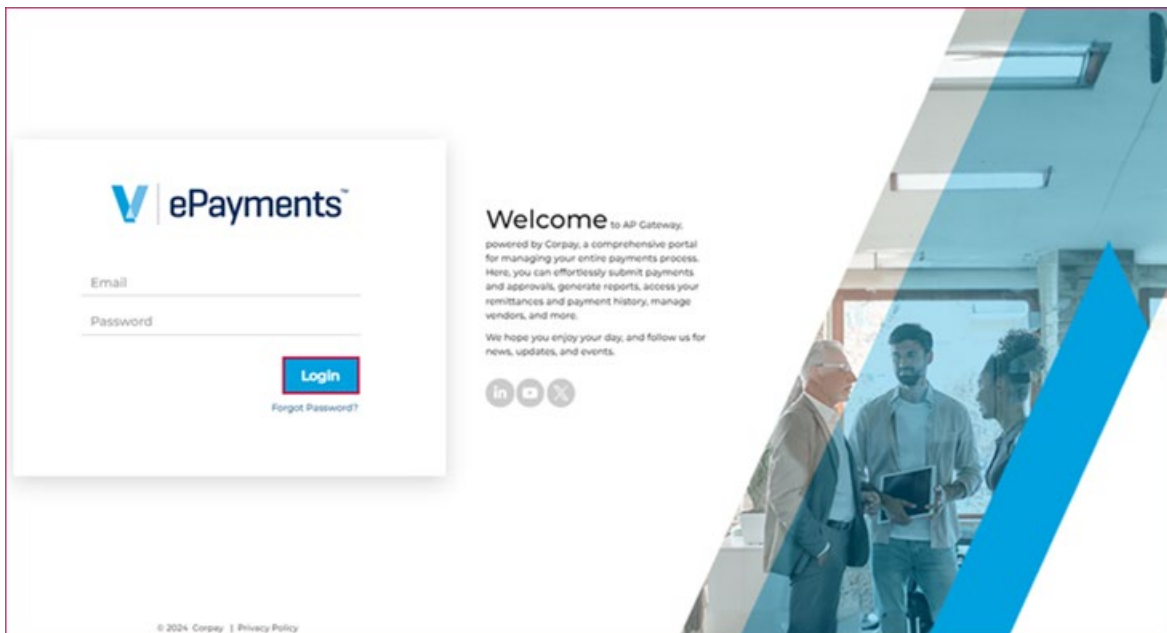 V ePayments™
Email
Password
Login
Forgot Password?
Welcome to AP Gateway,
powered by Corpay, a comprehensive portal
for managing your entire payments process.
Here, you can effortlessly submit payments
and approvals, generate reports, access your
remittances and payment history, manage
vendors, and more.
We hope you enjoy your day, and follow us for
news, updates, and events.
in X
© 2024 Corpay | Privacy Policy